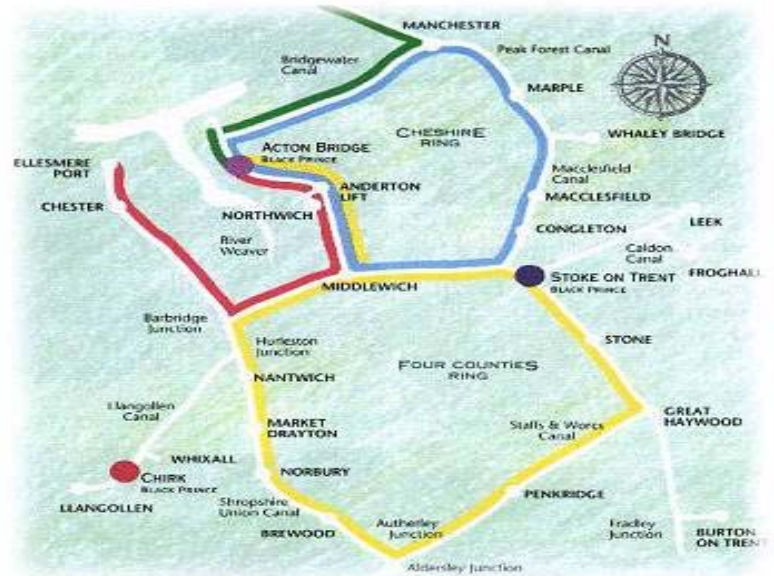 MANCHESTER
N
Bridgewater
Canal
Peak Forest Canal
MARPLE
CHESHIRE
RING
WHALEY BRIDGE
ACTON BRIDGE
BLACK PRINCE
ELLESMERE
PORT
Macclesfield
Canal
ANDERTON
LIFT
MACCLESFIELD
CHESTER
NORTHWICH
CONGLETON
LEEK
River
Weaver
Caldon
Canal
STOKE ON TRENT
BLACK PRINCE
FROGHALL
MIDDLEWICH
Barbridge
Junction
Hurleston
Junction
STONE
FOUR COUNTIES
RING
NANTWICH
Llangollen
Canal
GREAT
HAYWOOD
MARKET
DRAYTON
Staffs & Worcs
Canal
WHIXALL
CHIRK
BLACK PRINCE
NORBURY
LLANGOLLEN
Shropshire
Union Canal
PENKRIDGE
BREWOOD
Autherley
Junction
Fradley
Junction
BURTON
ON TRENT
Aldersley Junction